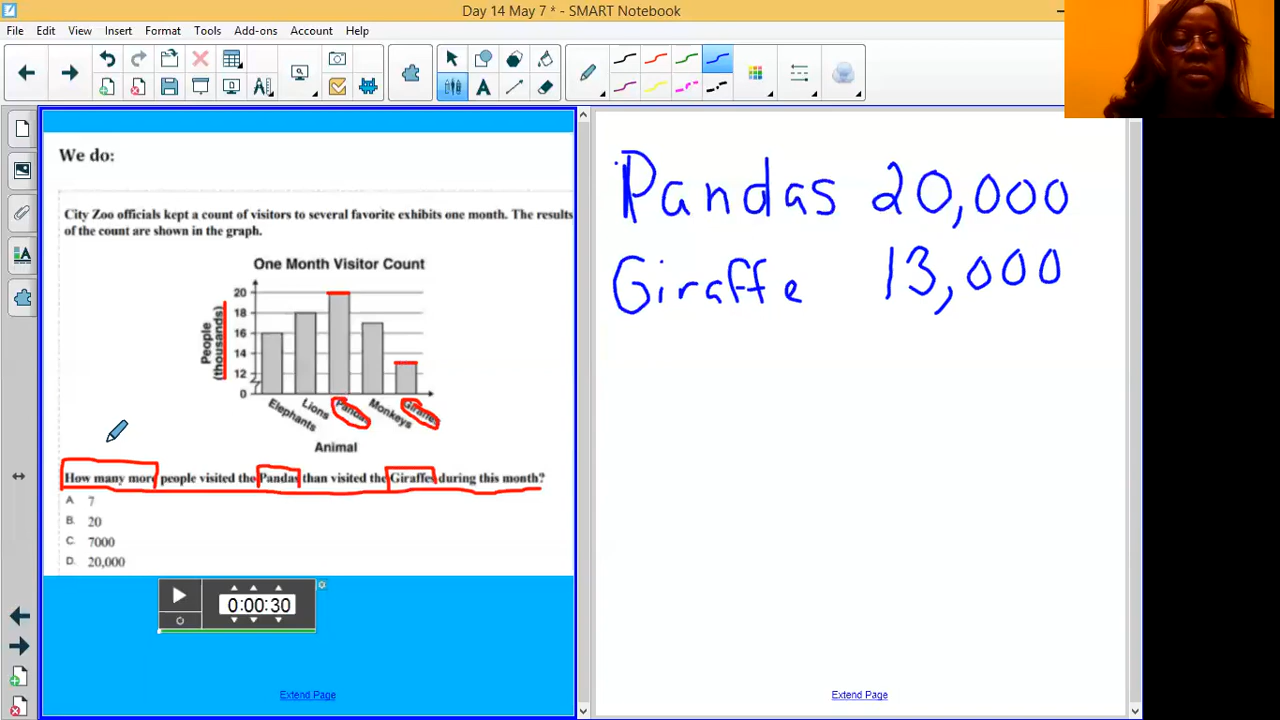 Day 14 May 7 * - SMART Notebook
File Edit View Insert Format Tools Add-ons Account Help
We do:
City Zoo officials kept a count of visitors to several favorite exhibits one month. The results
of the count are shown in the graph.
One Month Visitor Count
People
(thousands)
20
18
16
14
12
0
Elephants
Lions
Pandas
Monkeys
Giraffes
Animal
How many more people visited the Pandas than visited the Giraffes during this month?
A. 7
B. 20
C. 7000
D. 20,000
0:00:30
Extend Page
Pandas 20,000
Giraffe 13,000
Extend Page